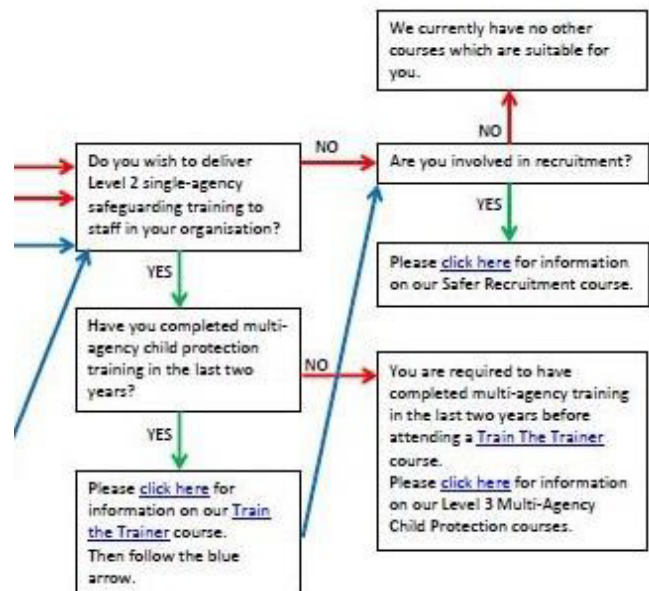 We currently have no other
courses which are suitable for
you.
NO
NO
Do you wish to deliver
Level 2 single-agency
safeguarding training to
staff in your organisation?
Are you involved in recruitment?
YES
YES
Please click here for information
on our Safer Recruitment course.
Have you completed multi-
agency child protection
training in the last two
years?
NO
You are required to have
completed multi-agency training
in the last two years before
attending a Train The Trainer
course.
Please click here for information
on our Level 3 Multi-Agency
Child Protection courses.
YES
Please click here for
information on our Train
the Trainer course.
Then follow the blue
arrow.